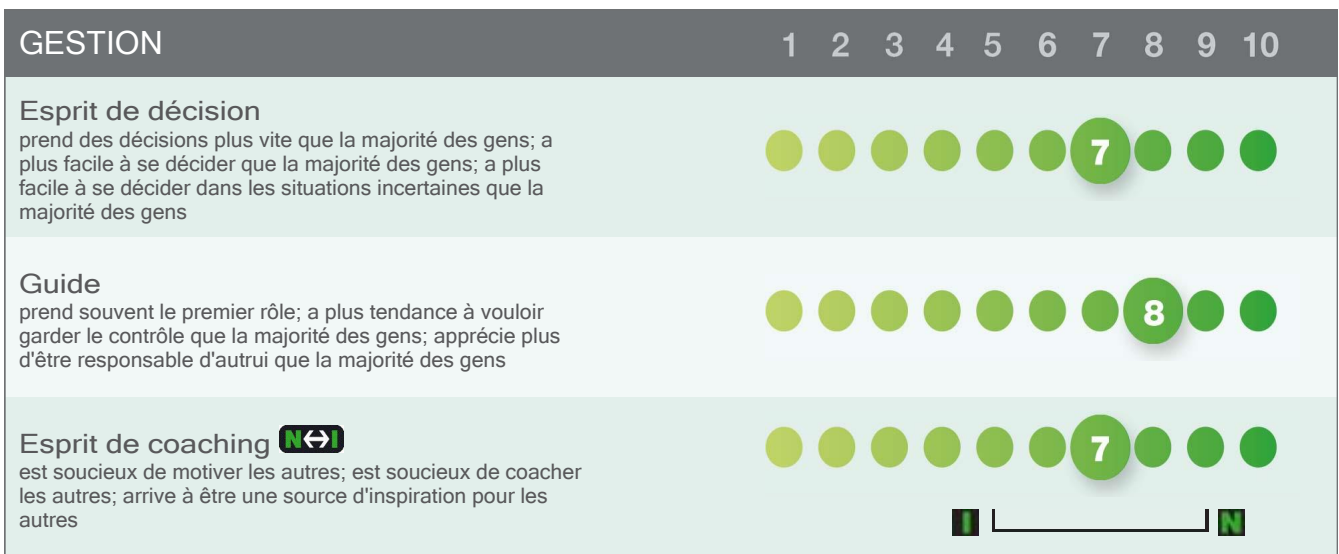 GESTION 1 2 3 4 5 6 7 8 9 10
Esprit de décision
prend des décisions plus vite que la majorité des gens; a
plus facile à se décider que la majorité des gens; a plus
facile à se décider dans les situations incertaines que la
majorité des gens
7
Guide
prend souvent le premier rôle; a plus tendance à vouloir
garder le contrôle que la majorité des gens; apprécie plus
d'être responsable d'autrui que la majorité des gens
8
Esprit de coaching N↔I
est soucieux de motiver les autres; est soucieux de coacher
les autres; arrive à être une source d'inspiration pour les
autres
7
I N